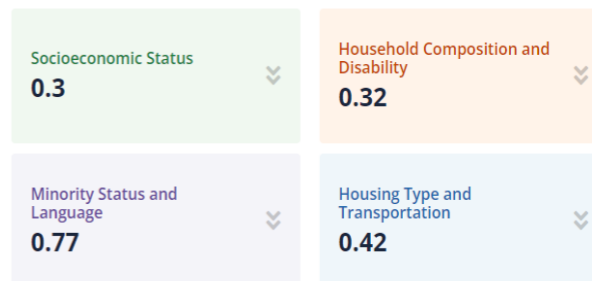 Socioeconomic Status
0.3
Household Composition and
Disability
0.32
Minority Status and
Language
0.77
Housing Type and
Transportation
0.42